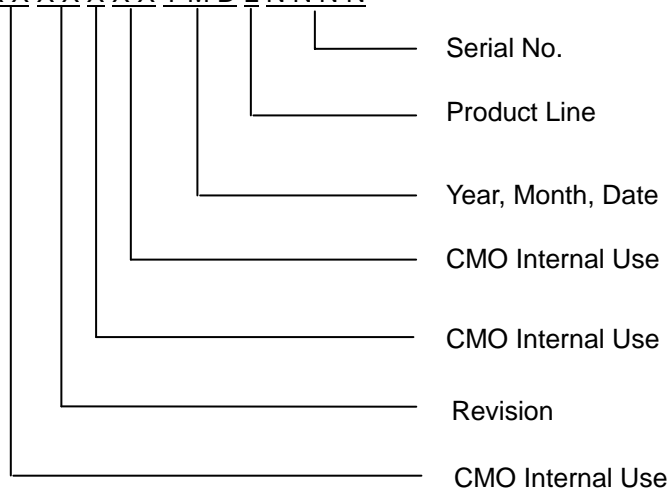 Serial No.
Product Line
Year, Month, Date
CMO Internal Use
CMO Internal Use
Revision
CMO Internal Use